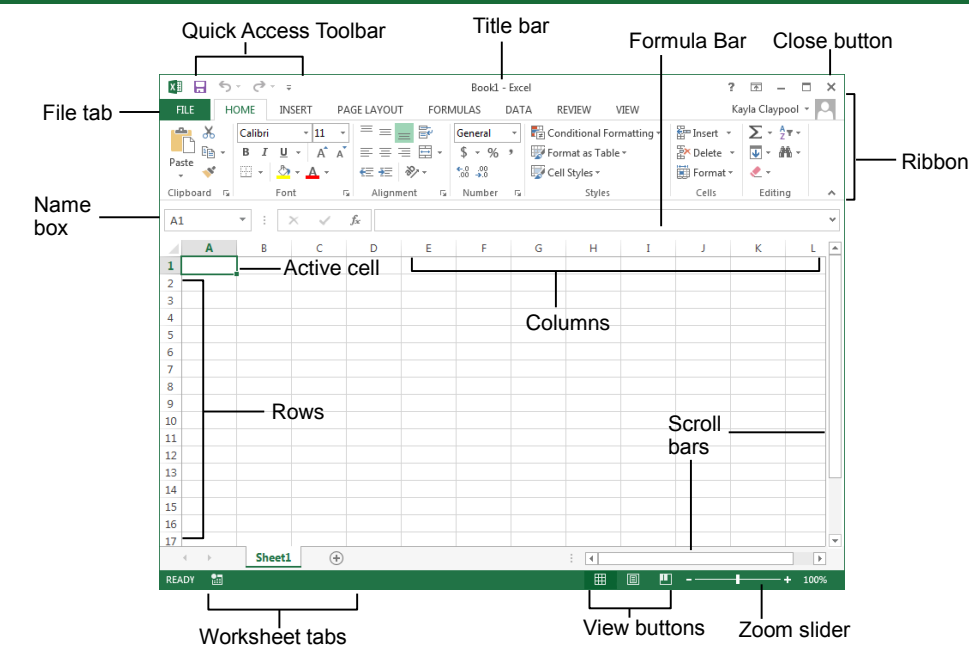 Quick Access Toolbar
Title bar
Formula Bar
Close button
Book1 - Excel
?
File tab
FILE HOME INSERT PAGE LAYOUT FORMULAS DATA REVIEW VIEW
Kayla Claypool
Calibri 11
General
Conditional Formatting
Insert
Paste
B I U A A
$ % ,
Format as Table
Delete
Ribbon
Cell Styles
Format
Clipboard Font Alignment Number Styles Cells Editing
Name
box
A1
fx
A B C D E F G H I J K L
1
Active cell
2
3
4
Columns
5
6
7
8
9
Rows
10
Scroll
bars
11
12
13
14
15
16
17
Sheet1
READY
100%
Worksheet tabs
View buttons
Zoom slider